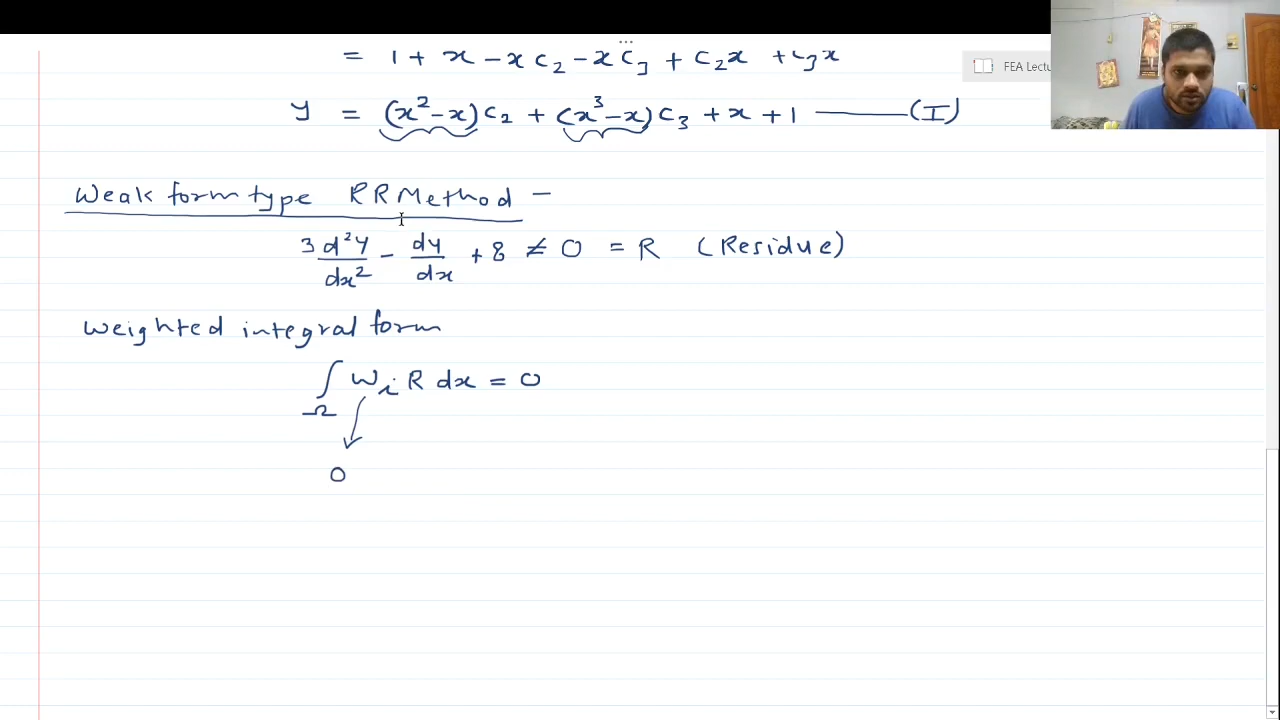 = 1 + x - x c₂ - x c₃ + c₂x + c₃x
FEA Lectu
y = (x² - x) c₂ + (x³ - x) c₃ + x + 1 ——— (I)
Weak form type RR Method -
3 d²y/dx² - dy/dx + 8 ≠ 0 = R (Residue)
Weighted integral form
∫_Ω wᵢ R dx = 0
0